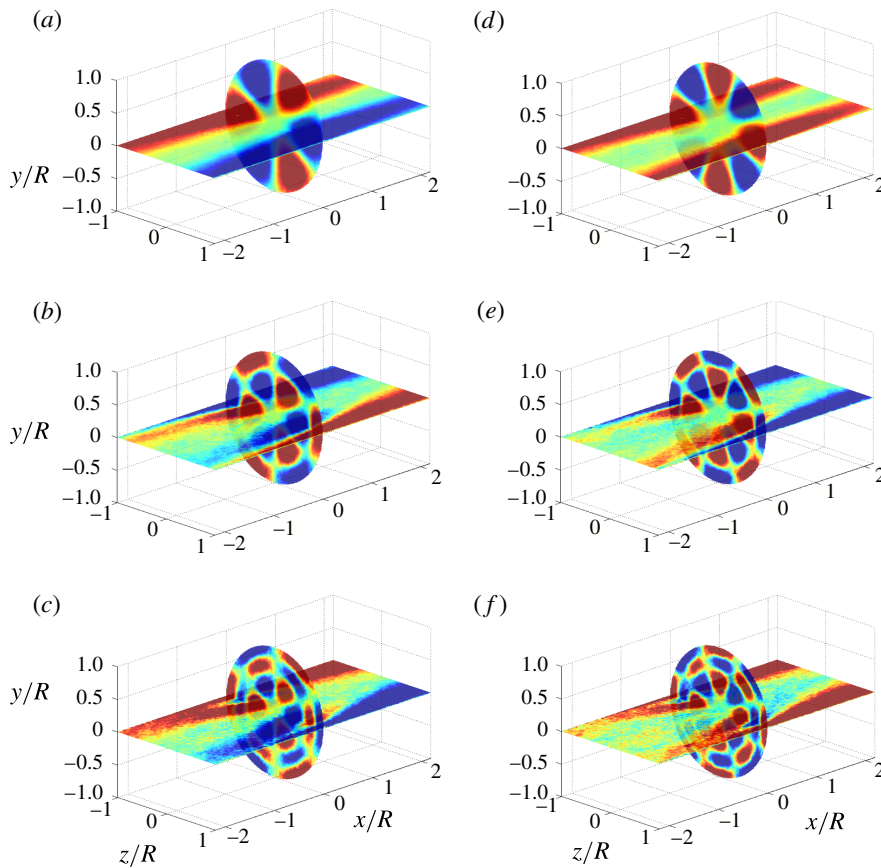 (a) (d)
1.0 1.0
0.5 0.5
0 0
y/R −0.5 2 −0.5 2
−1.0 1 −1.0 1
−1 0 −1 0
0 −1 0 −1
1 −2 1 −2
(b) (e)
1.0 1.0
0.5 0.5
y/R 0 0
−0.5 2 −0.5 2
−1.0 1 −1.0 1
−1 0 −1 0
0 −1 0 −1
1 −2 1 −2
(c) (f)
1.0 1.0
y/R 0.5 0.5
0 0
−0.5 2 −0.5 2
−1.0 1 −1.0 1
−1 0 −1 0
0 −1 x/R 0 −1 x/R
1 −2 1 −2
z/R z/R